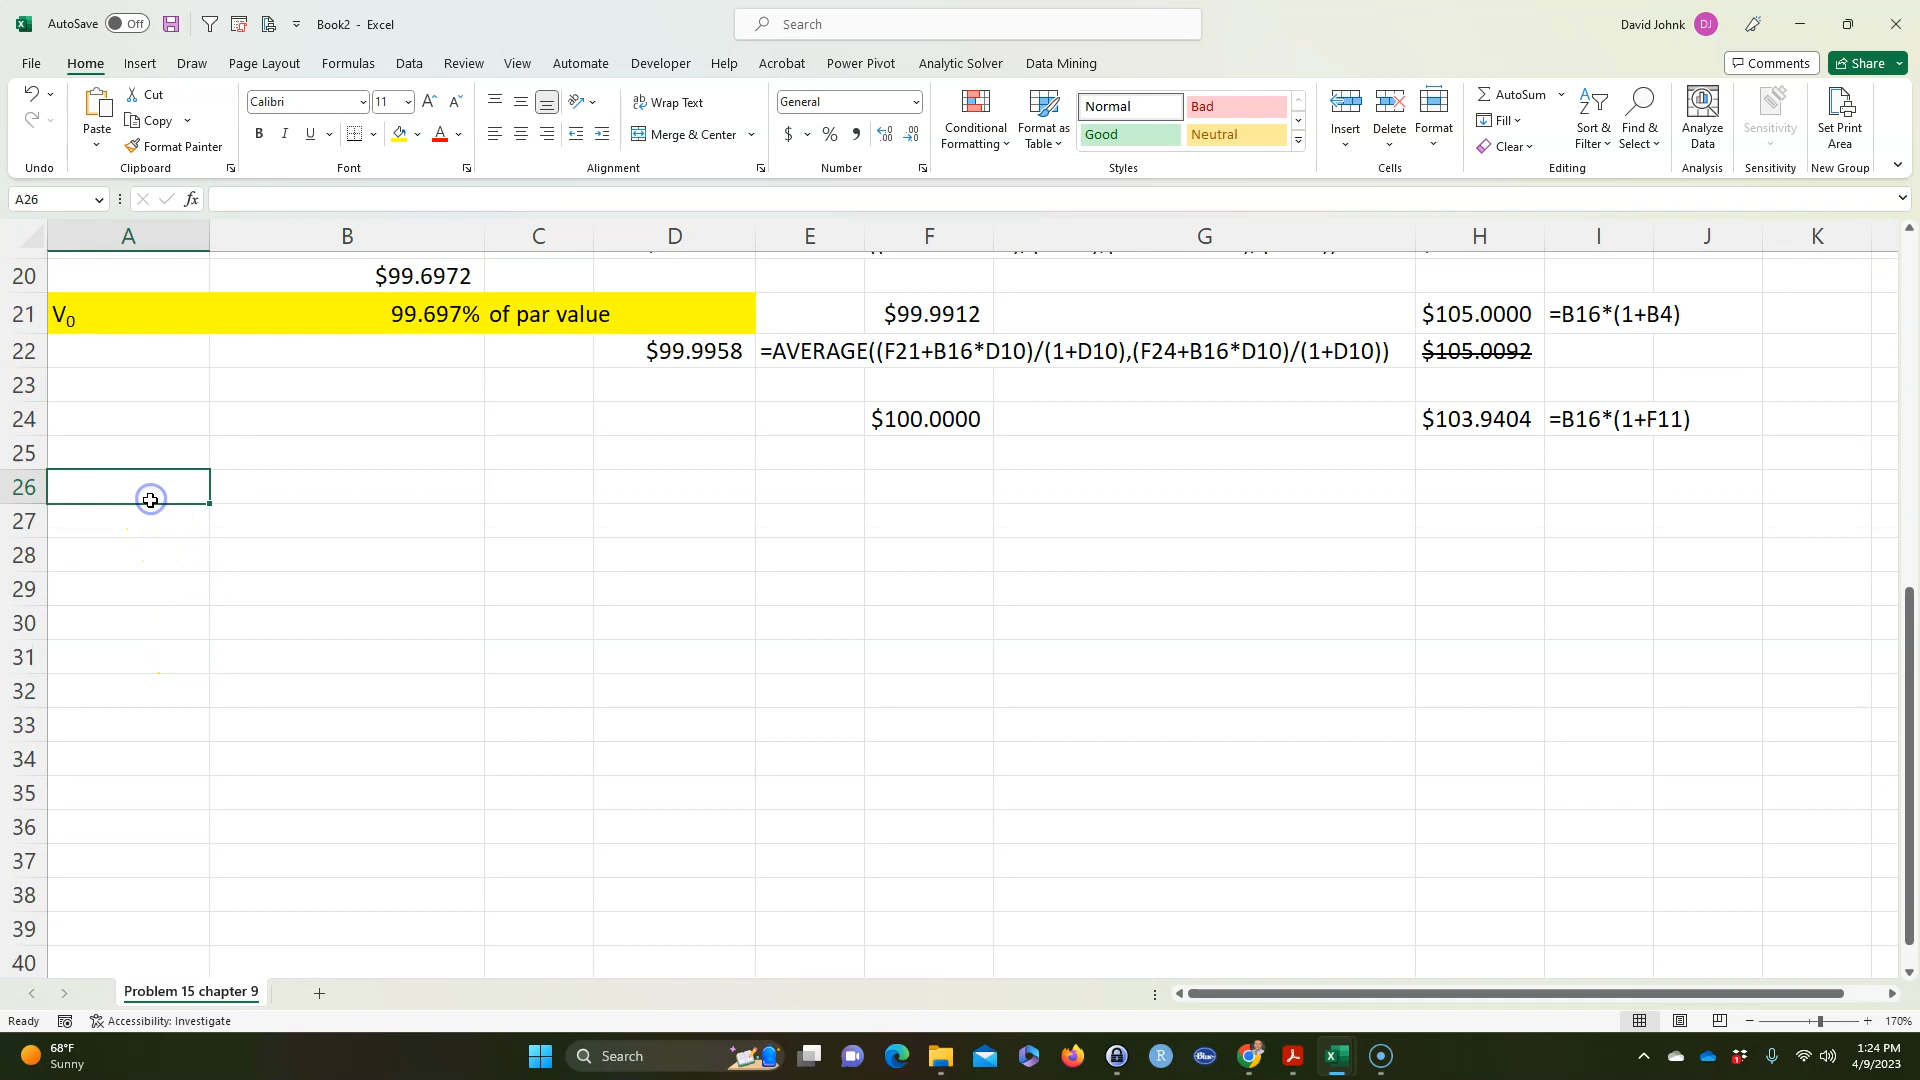 AutoSave Off Book2 - Excel Search David Johnk DJ
File Home Insert Draw Page Layout Formulas Data Review View Automate Developer Help Acrobat Power Pivot Analytic Solver Data Mining Comments Share
Undo
Paste Cut Copy Format Painter
Clipboard
Calibri 11
B I U A
Font
Wrap Text
Merge & Center
Alignment
General
$ % 9
Number
Conditional Formatting
Format as Table
Normal Bad
Good Neutral
Styles
Insert Delete Format
Cells
AutoSum
Fill
Clear
Sort & Filter
Find & Select
Editing
Analyze Data
Analysis
Sensitivity
Sensitivity
Set Print Area
New Group
A26 fx
A B C D E F G H I J K
20 $99.6972
21 V0 99.697% of par value $99.9912 $105.0000 =B16*(1+B4)
22 $99.9958 =AVERAGE((F21+B16*D10)/(1+D10),(F24+B16*D10)/(1+D10)) $105.0092
23
24 $100.0000 $103.9404 =B16*(1+F11)
25
26
27
28
29
30
31
32
33
34
35
36
37
38
39
40
Problem 15 chapter 9
Ready Accessibility: Investigate 170%
68°F
Sunny
Search
1:24 PM
4/9/2023